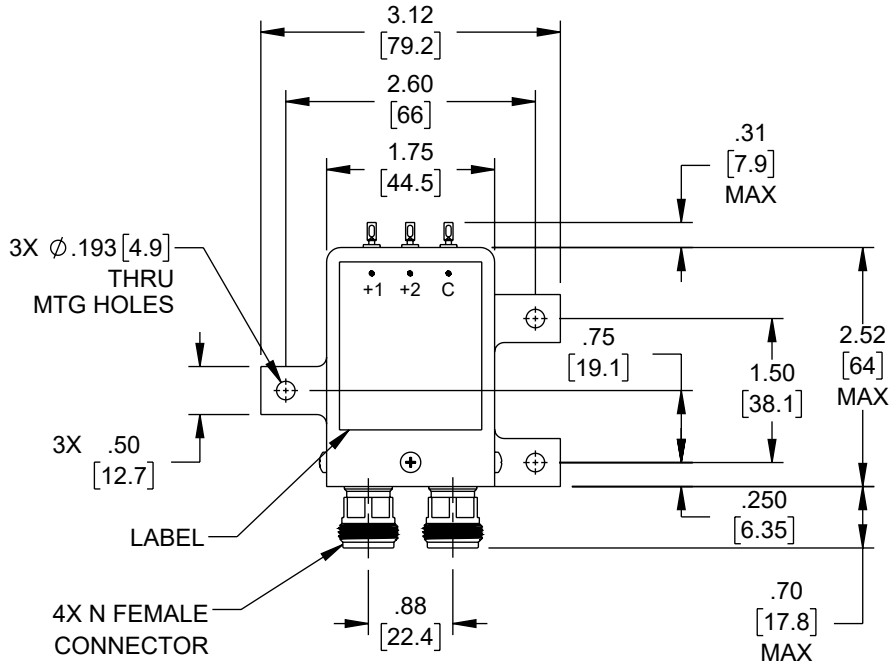 3.12
[79.2]
2.60
[66]
1.75
[44.5]
.31
[7.9]
MAX
3X ⌀.193[4.9]
THRU
MTG HOLES
+1 +2 C
.75
[19.1]
1.50
[38.1]
2.52
[64]
MAX
3X .50
[12.7]
LABEL
.250
[6.35]
4X N FEMALE
CONNECTOR
.88
[22.4]
.70
[17.8]
MAX